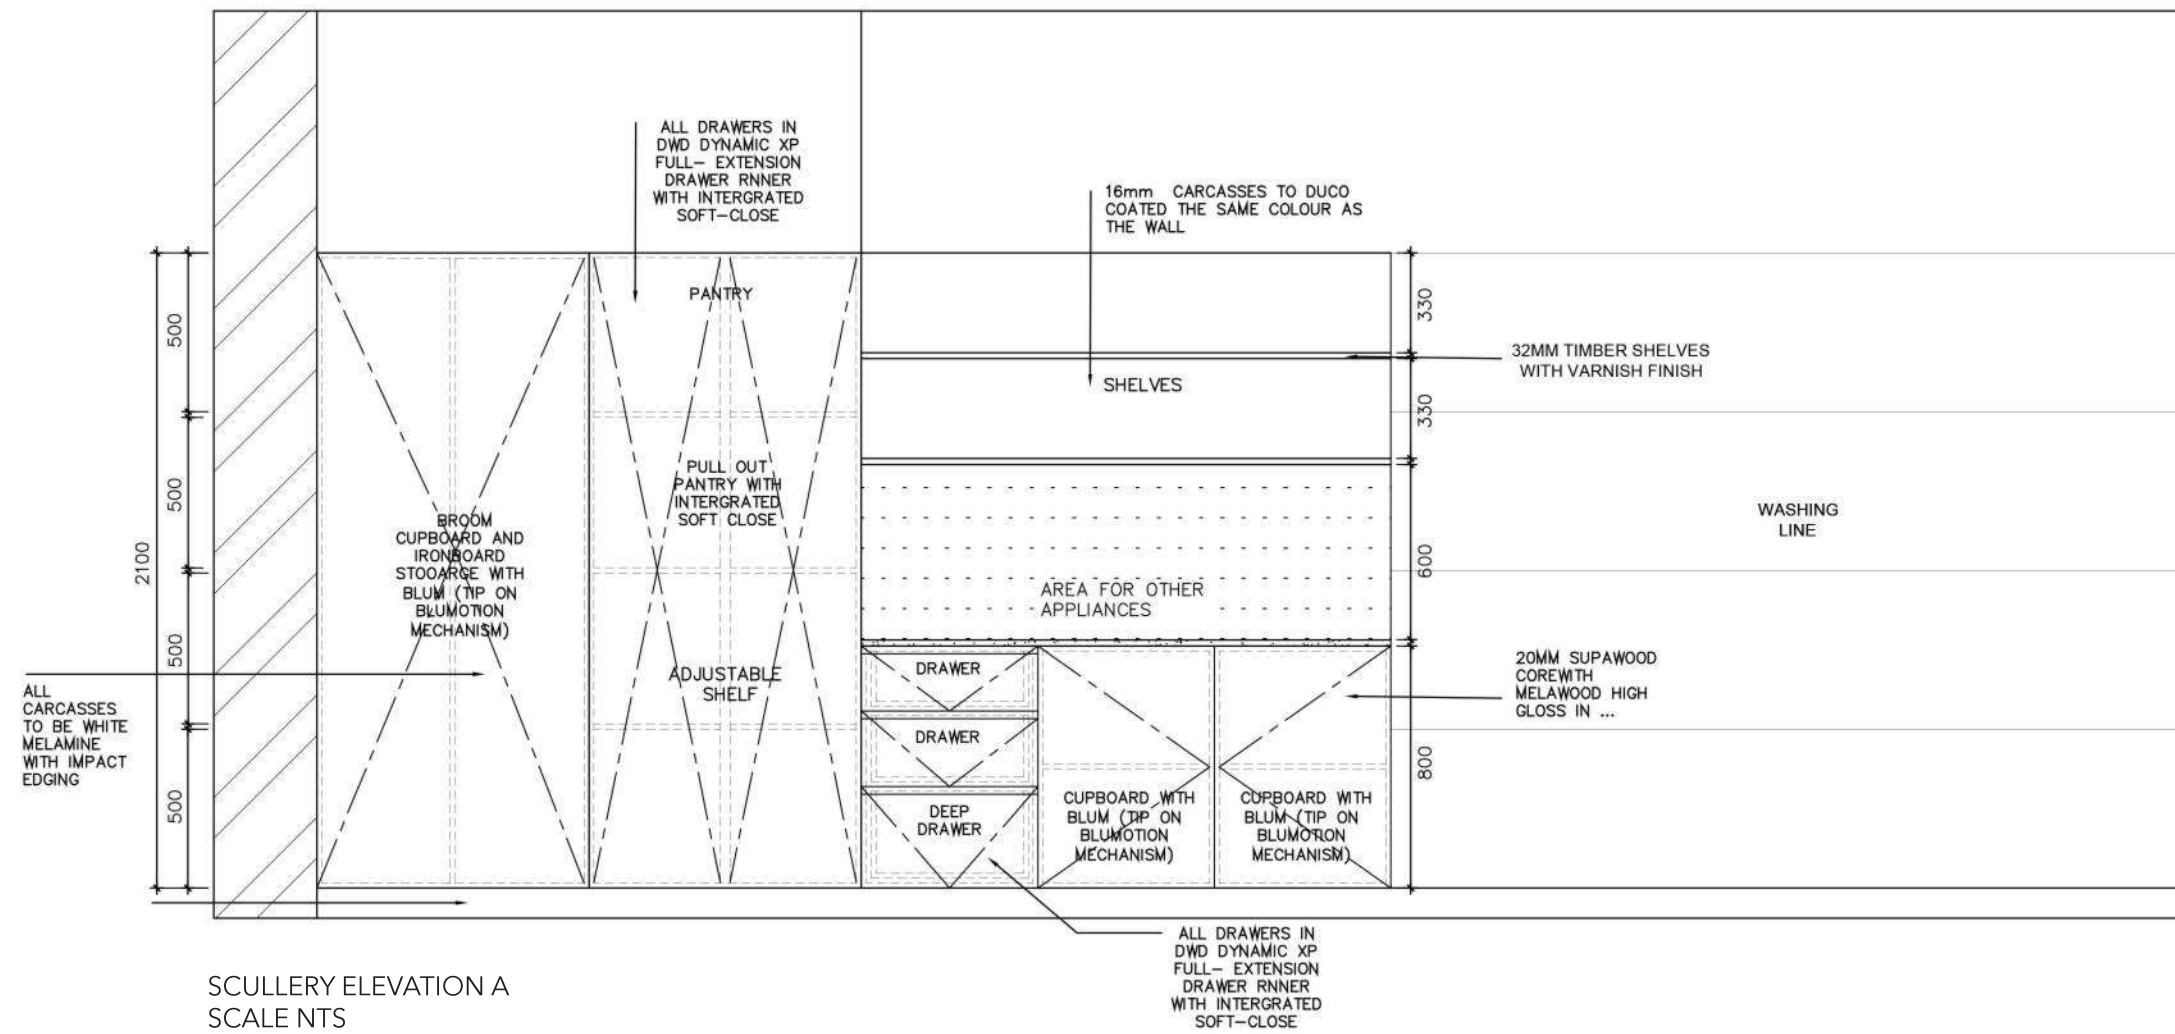 ALL DRAWERS IN
DWD DYNAMIC XP
FULL- EXTENSION
DRAWER RNNER
WITH INTERGRATED
SOFT-CLOSE
16mm CARCASSES TO DUCO
COATED THE SAME COLOUR AS
THE WALL
PANTRY
330
500
32MM TIMBER SHELVES
WITH VARNISH FINISH
SHELVES
330
PULL OUT
PANTRY WITH
INTERGRATED
SOFT CLOSE
500
BROOM
CUPBOARD AND
IRONBOARD
STOOARGE WITH
BLUM (TIP ON
BLUMOTION
MECHANISM)
WASHING
LINE
2100
600
AREA FOR OTHER
APPLIANCES
500
ADJUSTABLE
SHELF
DRAWER
20MM SUPAWOOD
COREWITH
MELAWOOD HIGH
GLOSS IN ...
ALL
CARCASSES
TO BE WHITE
MELAMINE
WITH IMPACT
EDGING
DRAWER
800
500
DEEP
DRAWER
CUPBOARD WITH
BLUM (TIP ON
BLUMOTION
MECHANISM)
CUPBOARD WITH
BLUM (TIP ON
BLUMOTION
MECHANISM)
ALL DRAWERS IN
DWD DYNAMIC XP
FULL- EXTENSION
DRAWER RNNER
WITH INTERGRATED
SOFT-CLOSE
SCULLERY ELEVATION A
SCALE NTS